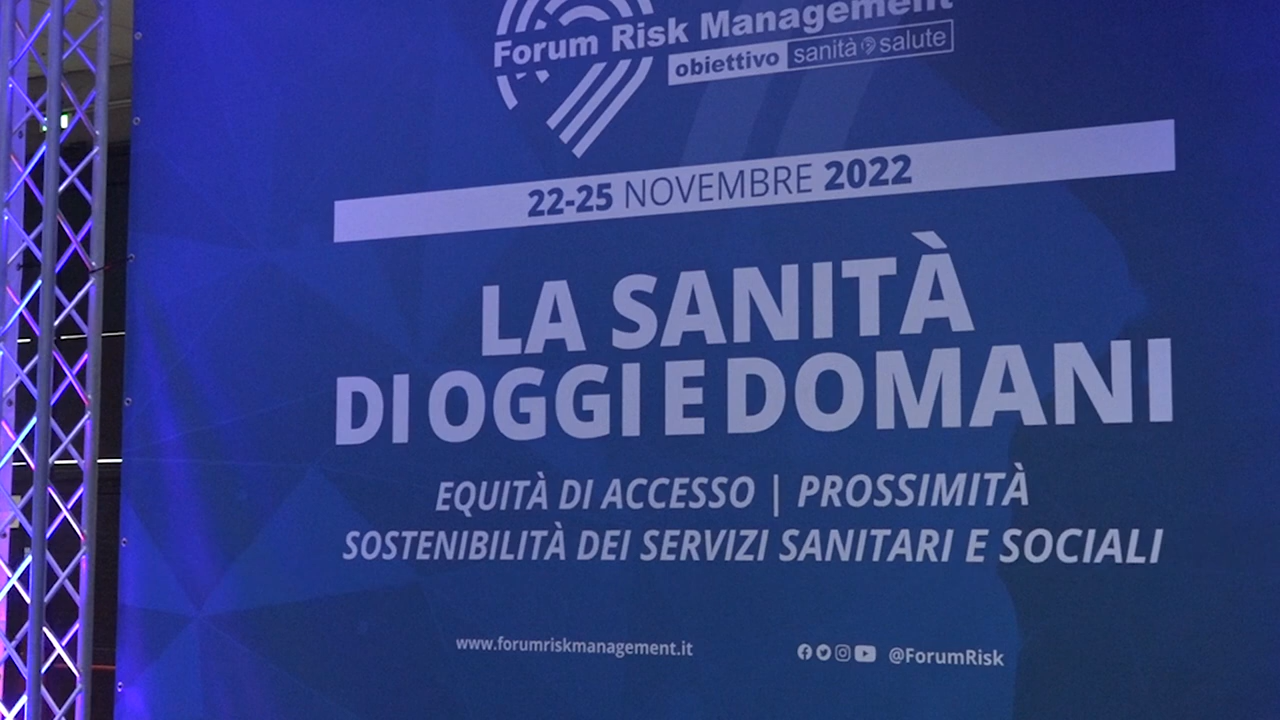 Forum Risk Management
obiettivo sanità e salute
22-25 NOVEMBRE 2022
LA SANITÀ
DI OGGI E DOMANI
EQUITÀ DI ACCESSO | PROSSIMITÀ
SOSTENIBILITÀ DEI SERVIZI SANITARI E SOCIALI
www.forumriskmanagement.it
@ForumRisk